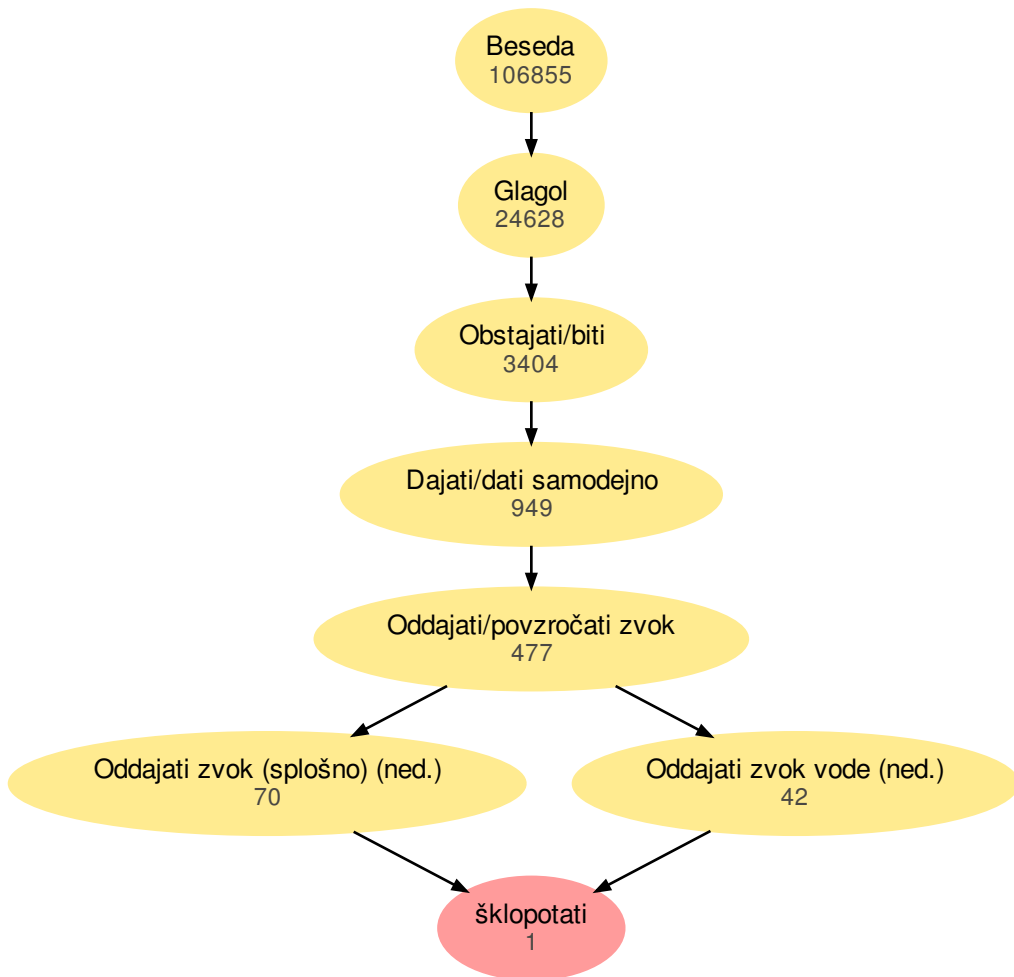 Beseda
106855
Glagol
24628
Obstajati/biti
3404
Dajati/dati samodejno
949
Oddajati/povzročati zvok
477
Oddajati zvok (splošno) (ned.)
70
Oddajati zvok vode (ned.)
42
šklopotati
1